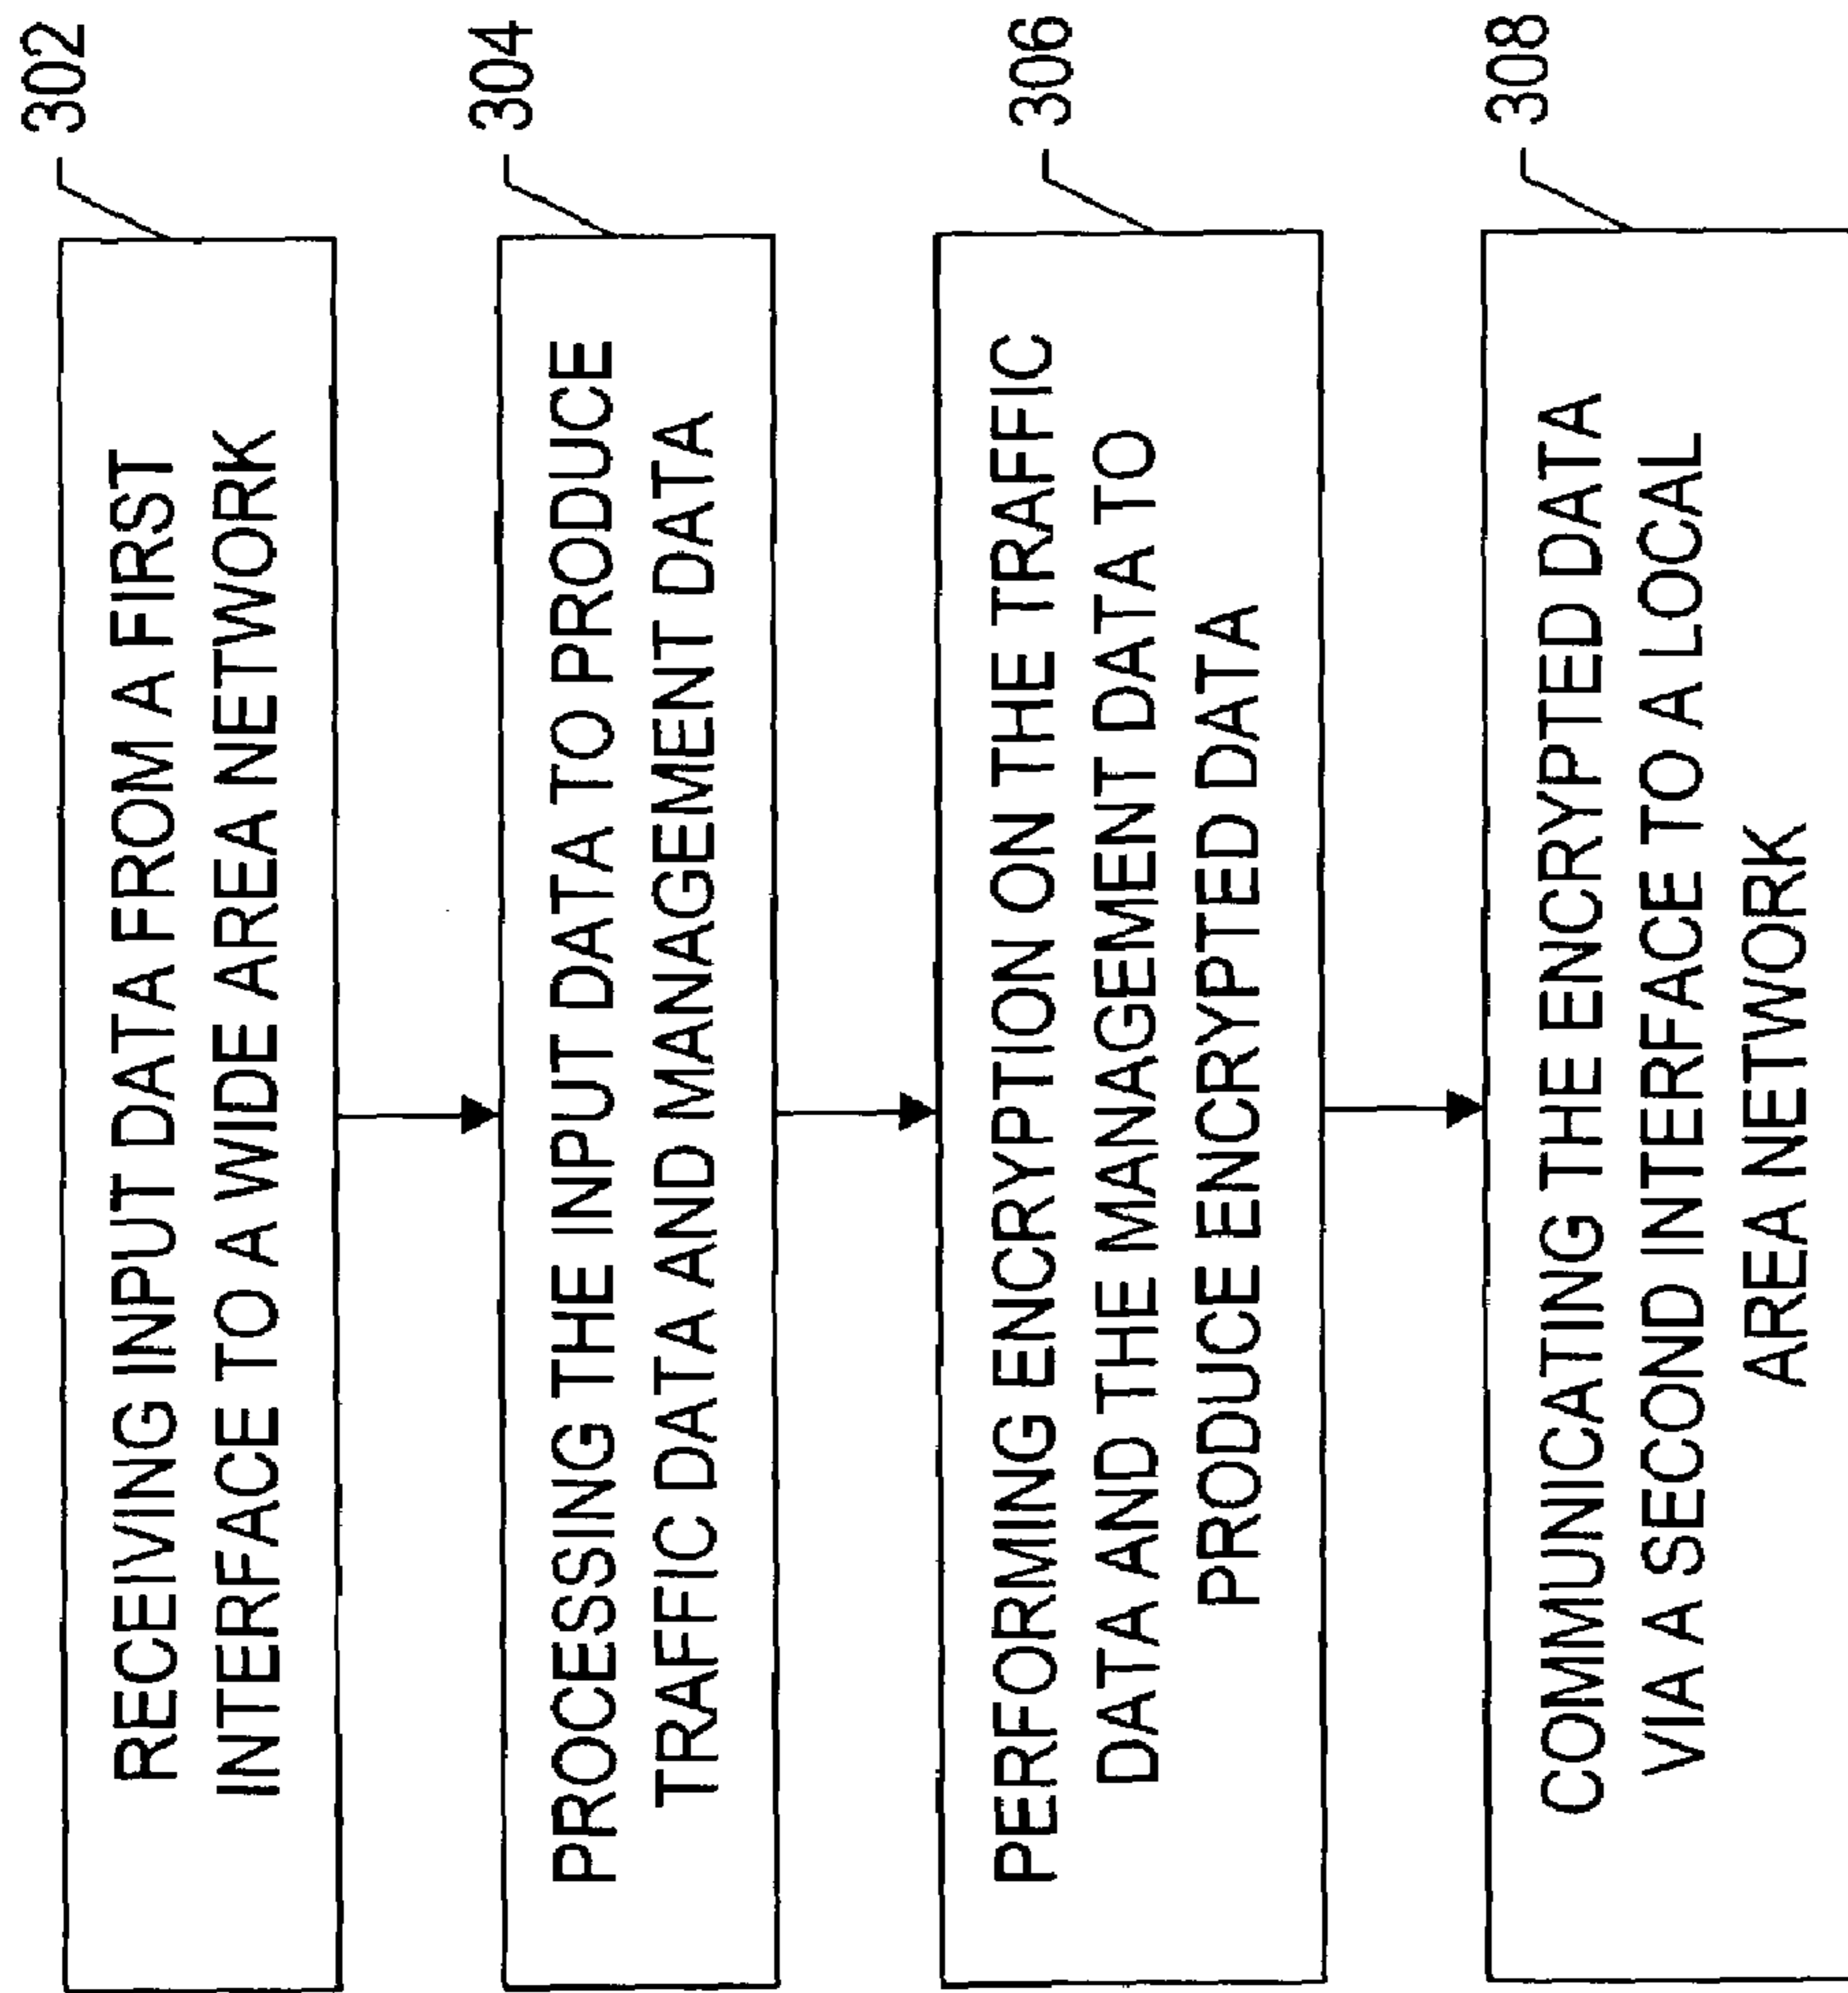 302
RECEIVING INPUT DATA FROM A FIRST
INTERFACE TO A WIDE AREA NETWORK
304
PROCESSING THE INPUT DATA TO PRODUCE
TRAFFIC DATA AND MANAGEMENT DATA
306
PERFORMING ENCRYPTION ON THE TRAFFIC
DATA AND THE MANAGEMENT DATA TO
PRODUCE ENCRYPTED DATA
308
COMMUNICATING THE ENCRYPTED DATA
VIA A SECOND INTERFACE TO A LOCAL
AREA NETWORK